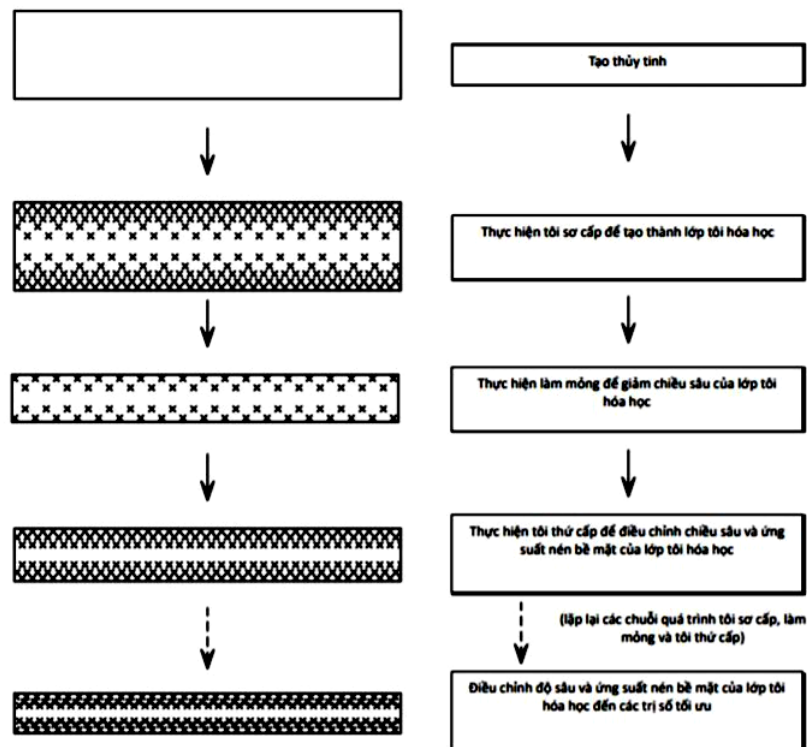 Tạo thủy tinh
Thực hiện tôi sơ cấp để tạo thành lớp tôi hóa học
Thực hiện làm mỏng để giảm chiều sâu của lớp tôi
hóa học
Thực hiện tôi thứ cấp để điều chỉnh chiều sâu và ứng
suất nén bề mặt của lớp tôi hóa học
(lặp lại các chuỗi quá trình tôi sơ cấp, làm
mỏng và tôi thứ cấp)
Điều chỉnh độ sâu và ứng suất nén bề mặt của lớp tôi
hóa học đến các trị số tối ưu